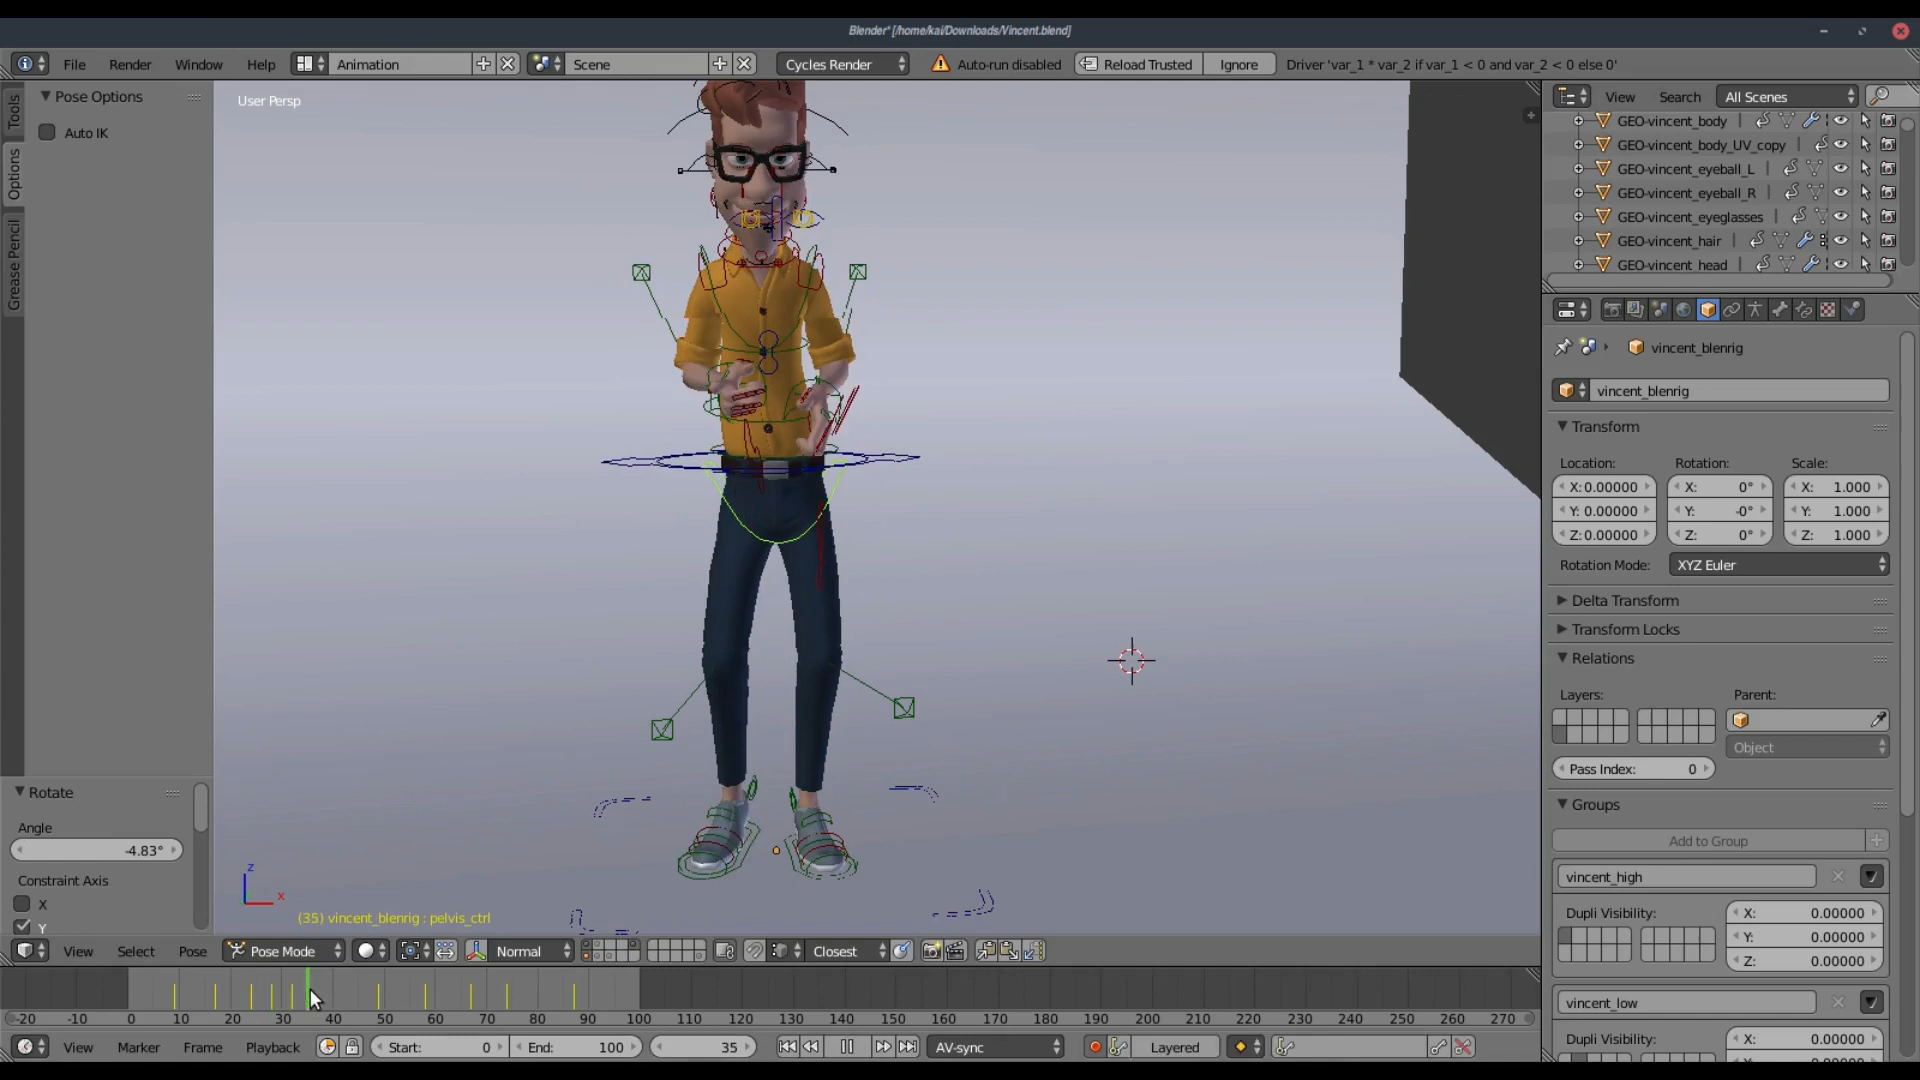 Blender* [/home/kai/Downloads/Vincent.blend]
File Render Window Help Animation Scene Cycles Render Auto-run disabled Reload Trusted Ignore Driver 'var_1 * var_2 if var_1 < 0 and var_2 < 0 else 0'
Tools
Options
Grease Pencil
Pose Options
Auto IK
Rotate
Angle
-4.83°
Constraint Axis
X
Y
User Persp
z
x
(35) vincent_blenrig : pelvis_ctrl
View Select Pose Pose Mode Normal Closest
-20 -10 0 10 20 30 40 50 60 70 80 90 100 110 120 130 140 150 160 170 180 190 200 210 220 230 240 250 260 270
View Marker Frame Playback Start: 0 End: 100 35 AV-sync Layered
View Search All Scenes
GEO-vincent_body
GEO-vincent_body_UV_copy
GEO-vincent_eyeball_L
GEO-vincent_eyeball_R
GEO-vincent_eyeglasses
GEO-vincent_hair
GEO-vincent_head
vincent_blenrig
vincent_blenrig
Transform
Location: Rotation: Scale:
X: 0.00000 X: 0° X: 1.000
Y: 0.00000 Y: -0° Y: 1.000
Z: 0.00000 Z: 0° Z: 1.000
Rotation Mode: XYZ Euler
Delta Transform
Transform Locks
Relations
Layers: Parent:
Object
Pass Index: 0
Groups
Add to Group
vincent_high
Dupli Visibility: X: 0.00000
Y: 0.00000
Z: 0.00000
vincent_low
Dupli Visibility: X: 0.00000